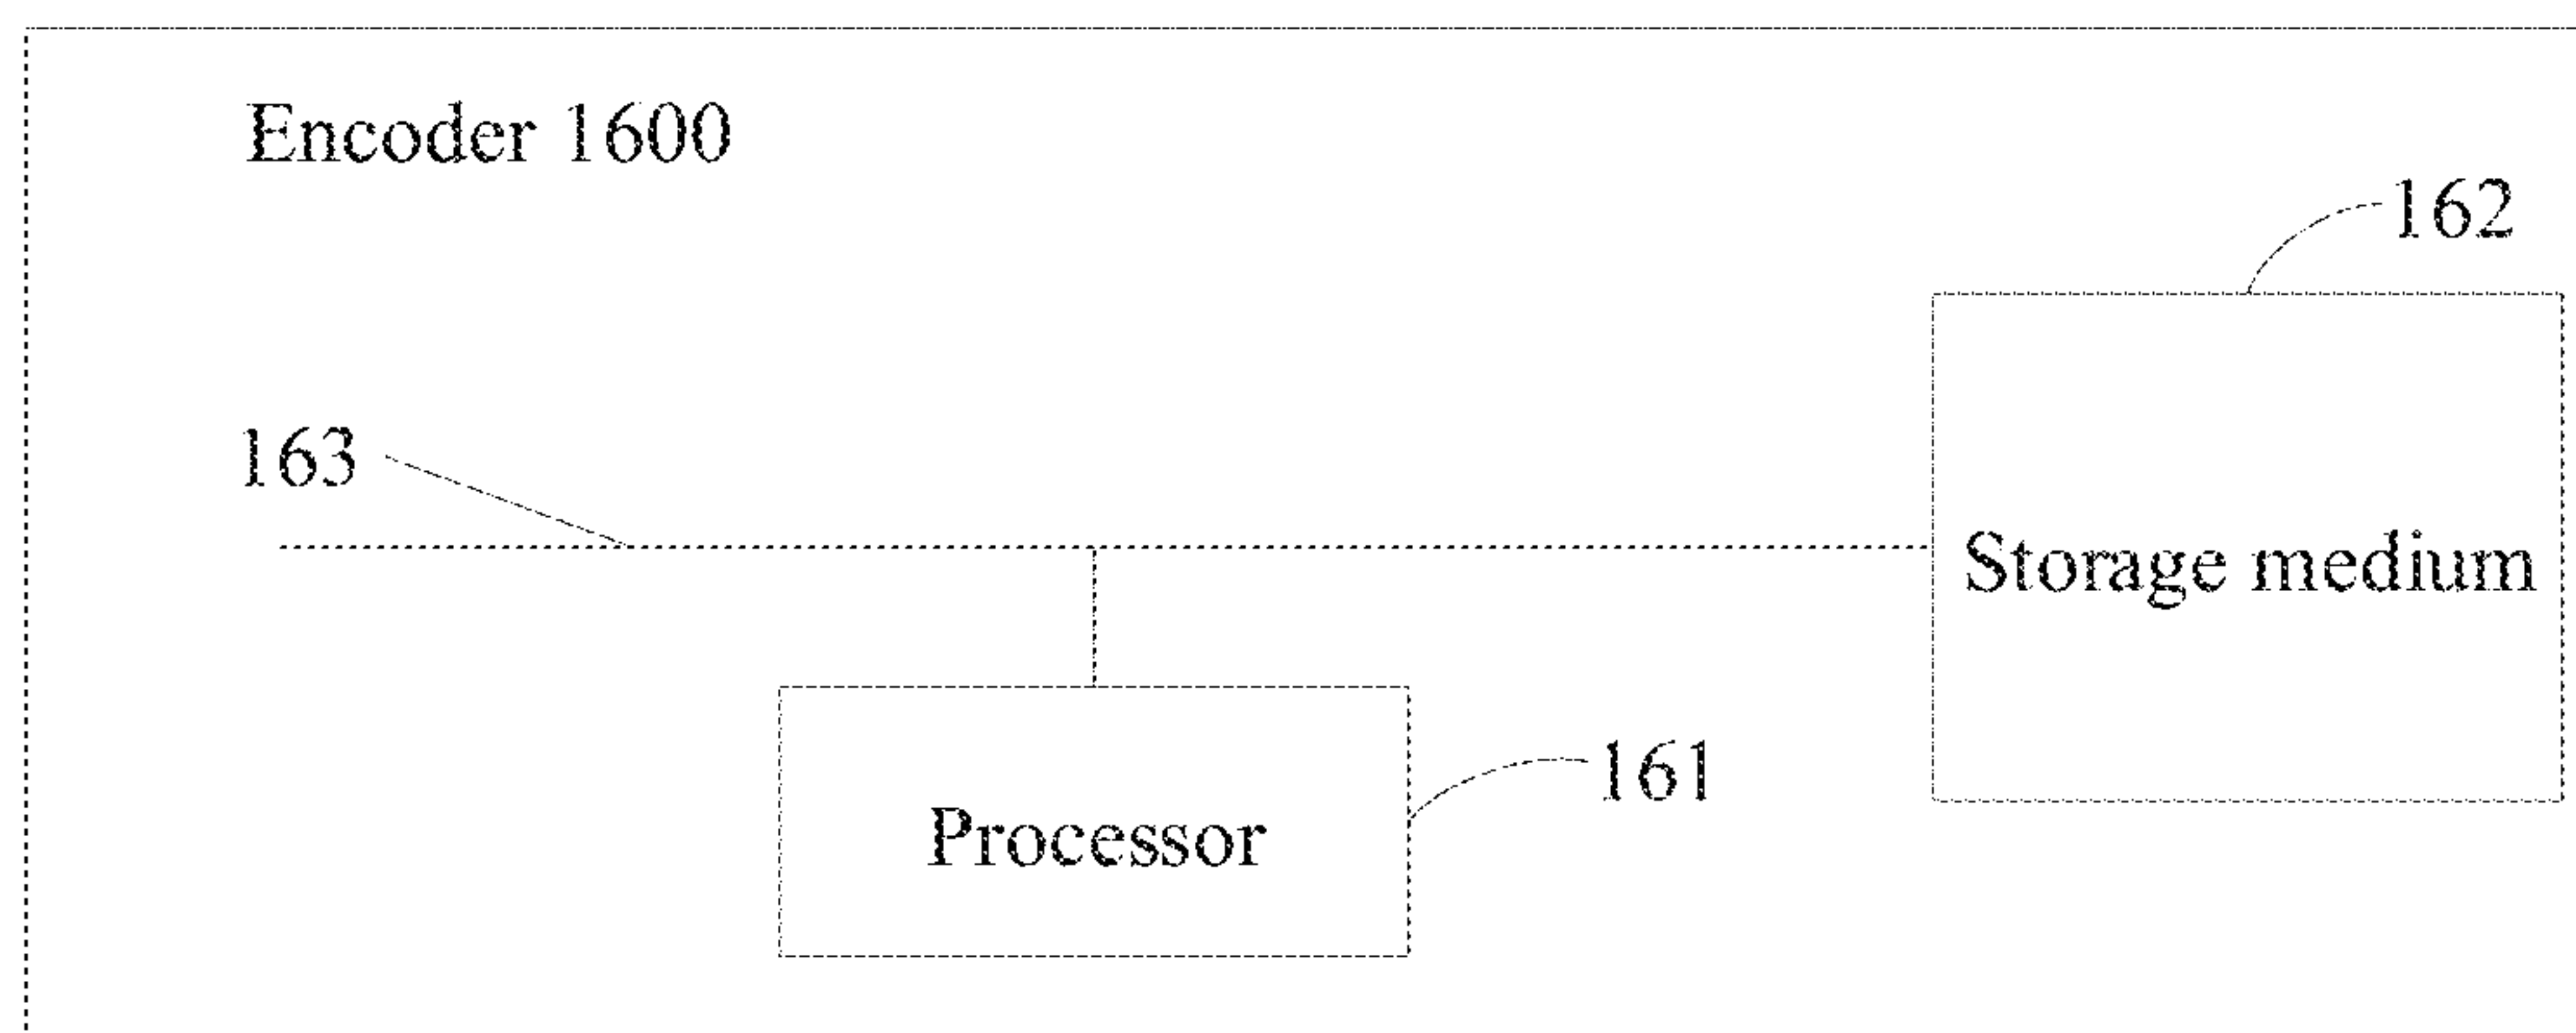 Encoder 1600
162
163
Storage medium
161
Processor